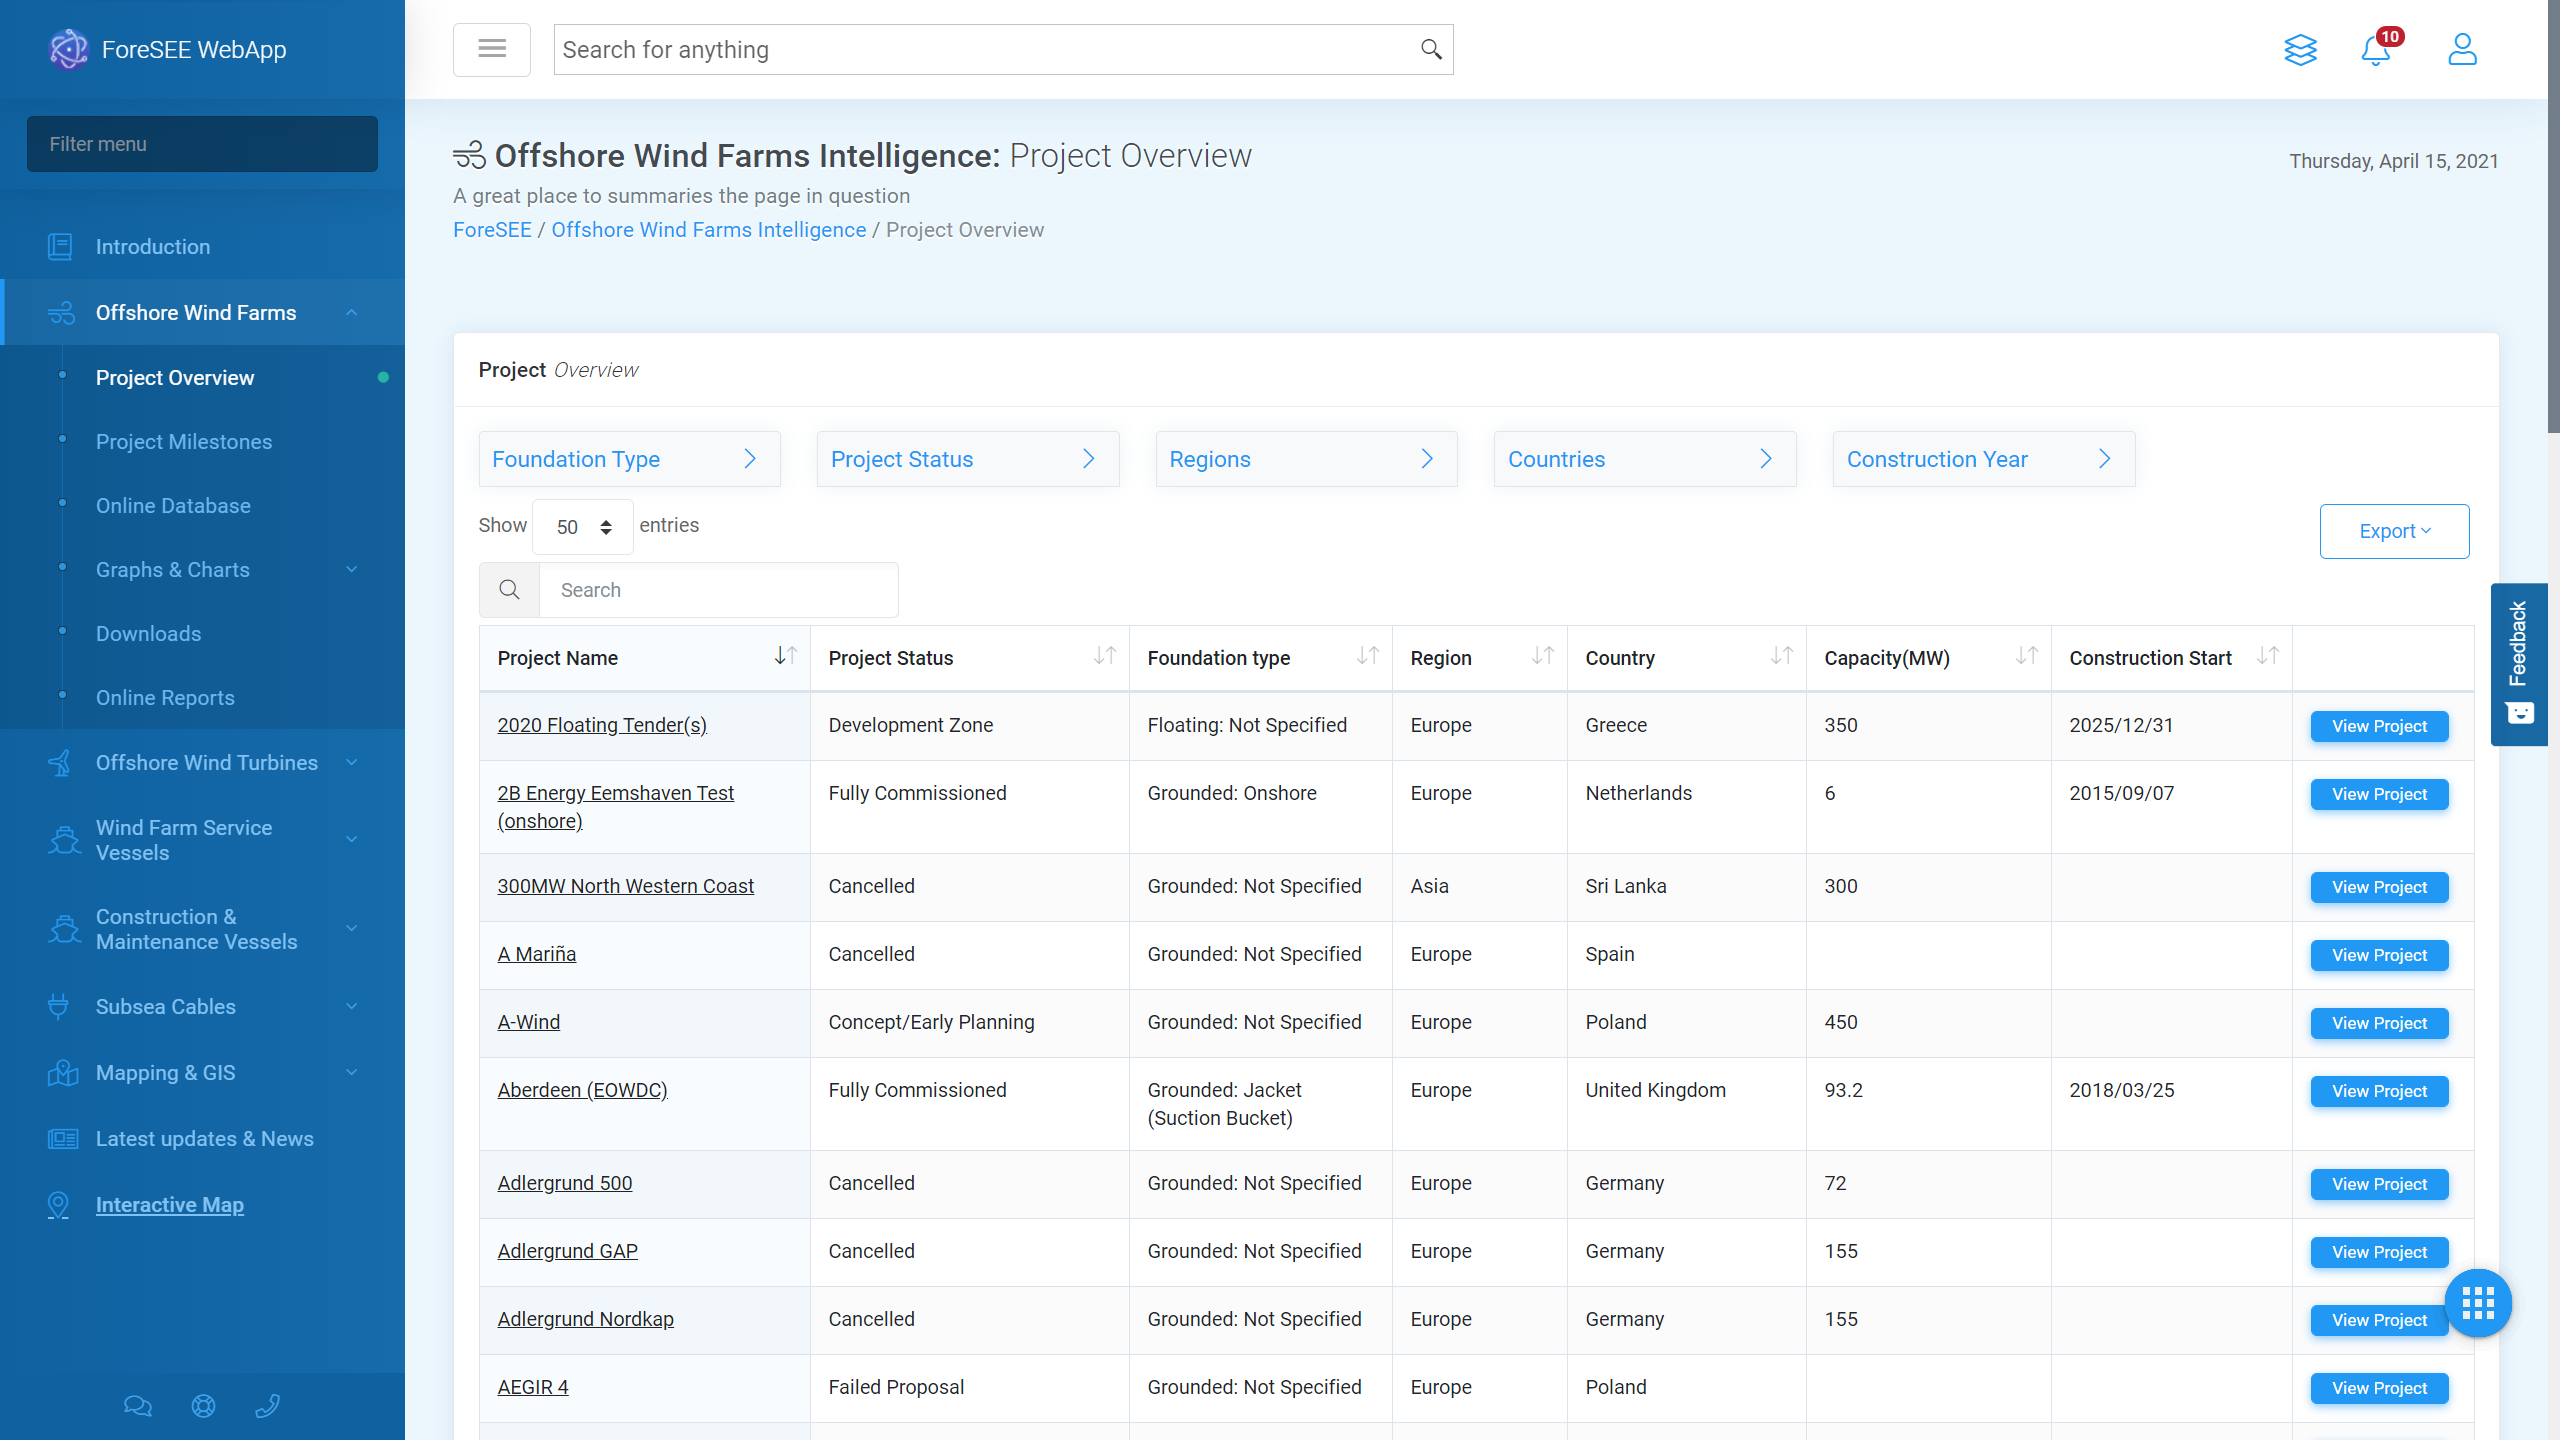 ForeSEE WebApp
Search for anything
10
Filter menu
Introduction
Offshore Wind Farms
Project Overview
Project Milestones
Online Database
Graphs & Charts
Downloads
Online Reports
Offshore Wind Turbines
Wind Farm Service
Vessels
Construction &
Maintenance Vessels
Subsea Cables
Mapping & GIS
Latest updates & News
Interactive Map
Offshore Wind Farms Intelligence: Project Overview
Thursday, April 15, 2021
A great place to summaries the page in question
ForeSEE / Offshore Wind Farms Intelligence / Project Overview
Project Overview
Foundation Type Project Status Regions Countries Construction Year
Show 50 entries
Export
Search
Feedback
Project Name Project Status Foundation type Region Country Capacity(MW) Construction Start
2020 Floating Tender(s) Development Zone Floating: Not Specified Europe Greece 350 2025/12/31 View Project
2B Energy Eemshaven Test Fully Commissioned Grounded: Onshore Europe Netherlands 6 2015/09/07 View Project
(onshore)
300MW North Western Coast Cancelled Grounded: Not Specified Asia Sri Lanka 300 View Project
A Mariña Cancelled Grounded: Not Specified Europe Spain View Project
A-Wind Concept/Early Planning Grounded: Not Specified Europe Poland 450 View Project
Aberdeen (EOWDC) Fully Commissioned Grounded: Jacket Europe United Kingdom 93.2 2018/03/25 View Project
(Suction Bucket)
Adlergrund 500 Cancelled Grounded: Not Specified Europe Germany 72 View Project
Adlergrund GAP Cancelled Grounded: Not Specified Europe Germany 155 View Project
Adlergrund Nordkap Cancelled Grounded: Not Specified Europe Germany 155 View Project
AEGIR 4 Failed Proposal Grounded: Not Specified Europe Poland View Project